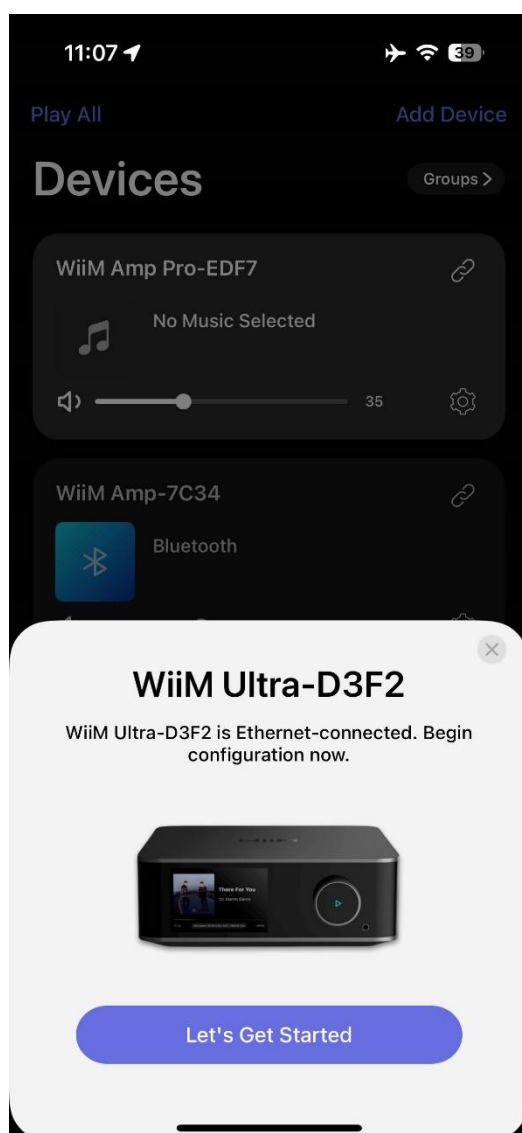 11:07
39
Play All
Add Device
Devices
Groups >
WiiM Amp Pro-EDF7
No Music Selected
35
WiiM Amp-7C34
Bluetooth
WiiM Ultra-D3F2
WiiM Ultra-D3F2 is Ethernet-connected. Begin
configuration now.
There For You
Let's Get Started